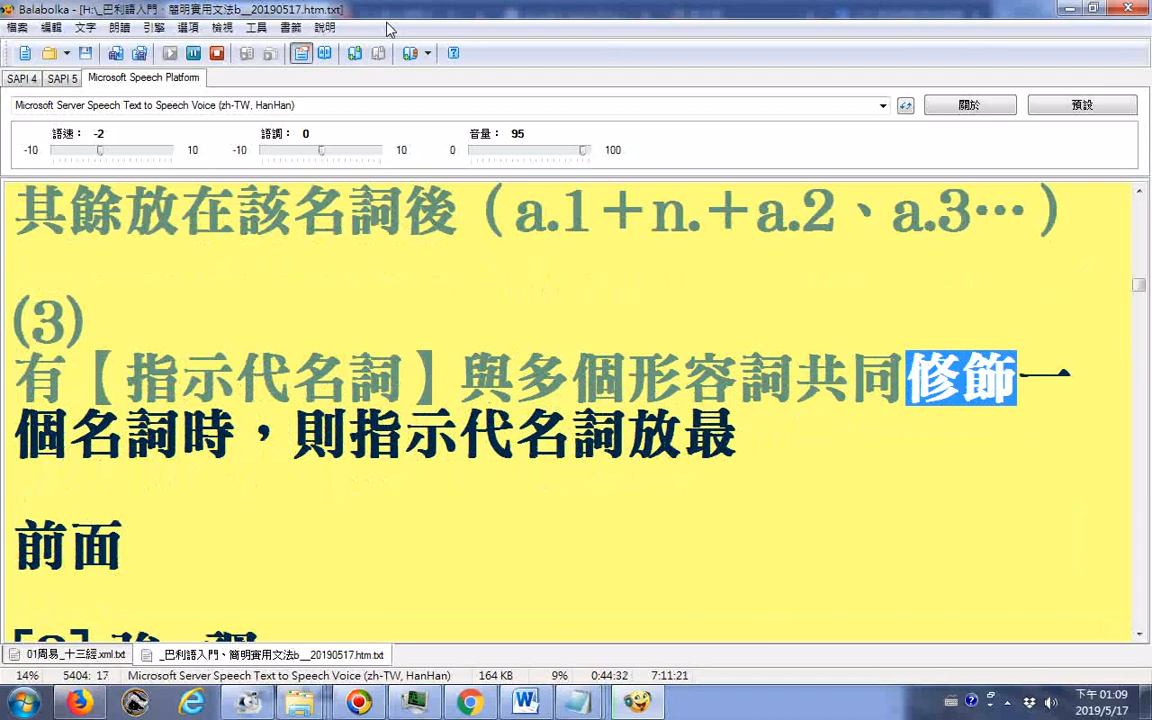 Balabolka - [H:\_巴利語入門、簡明實用文法b__20190517.htm.txt]
檔案 編輯 文字 朗讀 引擎 選項 檢視 工具 書籤 說明
SAPI 4 SAPI 5 Microsoft Speech Platform
Microsoft Server Speech Text to Speech Voice (zh-TW, HanHan) 關於 預設
語速： -2 語調： 0 音量： 95
-10 10 -10 10 0 100
其餘放在該名詞後（a.1＋n.＋a.2、a.3…）
(3)
有【指示代名詞】與多個形容詞共同修飾一
個名詞時，則指示代名詞放最
前面
01周易_十三經.xml.txt _巴利語入門、簡明實用文法b__20190517.htm.txt
14% 5404: 17 Microsoft Server Speech Text to Speech Voice (zh-TW, HanHan) 164 KB 9% 0:44:32 7:11:21
下午 01:09
2019/5/17